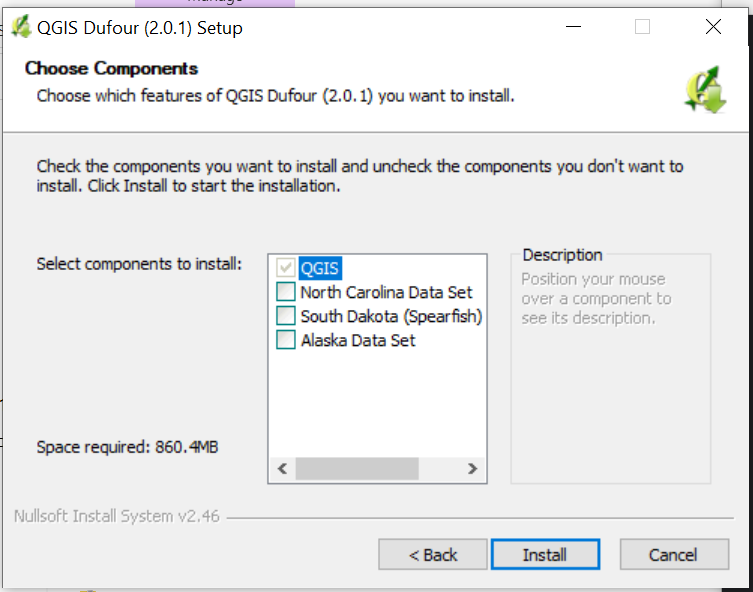 manage
QGIS Dufour (2.0.1) Setup
Choose Components
Choose which features of QGIS Dufour (2.0.1) you want to install.
Check the components you want to install and uncheck the components you don't want to
install. Click Install to start the installation.
Select components to install:
QGIS
North Carolina Data Set
South Dakota (Spearfish)
Alaska Data Set
Description
Position your mouse
over a component to
see its description.
Space required: 860.4MB
Nullsoft Install System v2.46
< Back
Install
Cancel